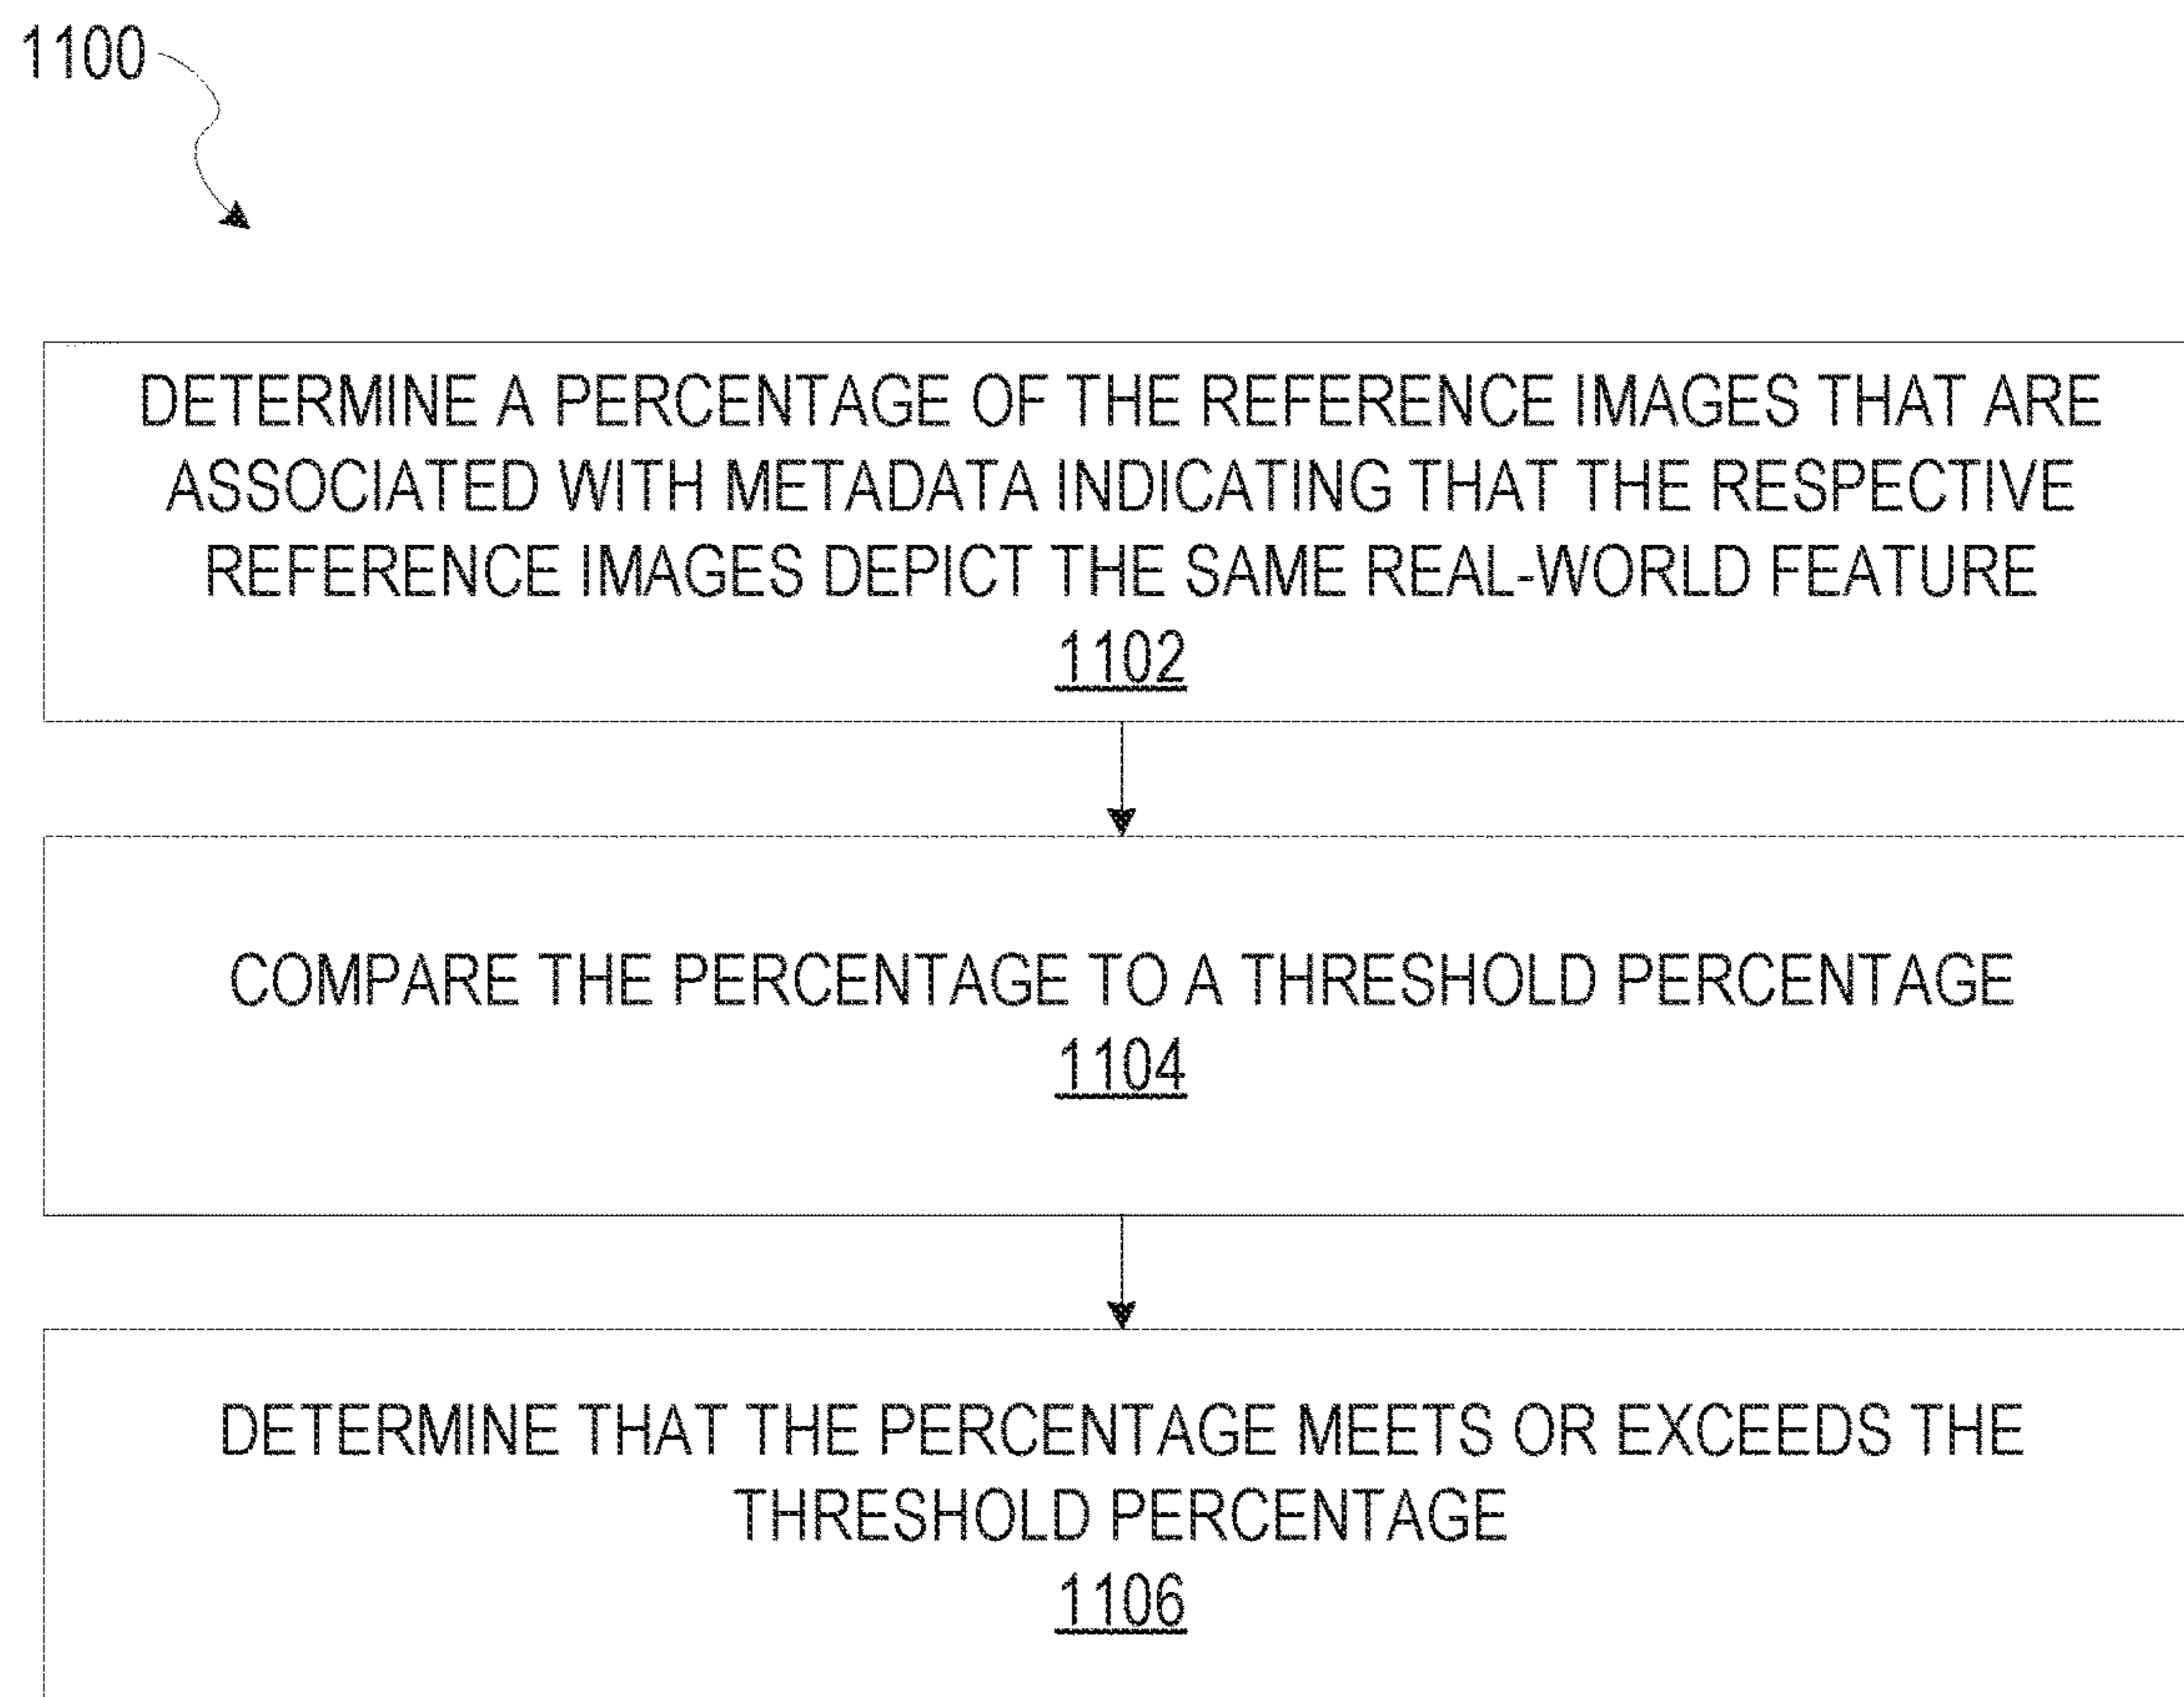 1100
DETERMINE A PERCENTAGE OF THE REFERENCE IMAGES THAT ARE
ASSOCIATED WITH METADATA INDICATING THAT THE RESPECTIVE
REFERENCE IMAGES DEPICT THE SAME REAL-WORLD FEATURE
1102
COMPARE THE PERCENTAGE TO A THRESHOLD PERCENTAGE
1104
DETERMINE THAT THE PERCENTAGE MEETS OR EXCEEDS THE
THRESHOLD PERCENTAGE
1106